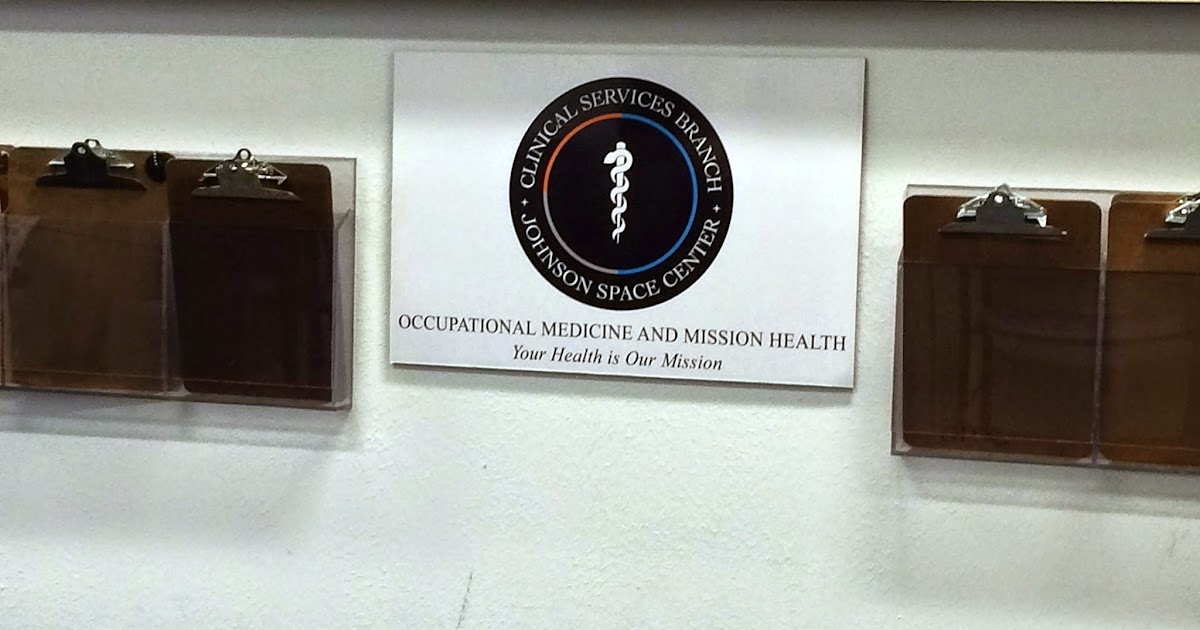 CLINICAL SERVICES BRANCH
JOHNSON SPACE CENTER
OCCUPATIONAL MEDICINE AND MISSION HEALTH
Your Health is Our Mission